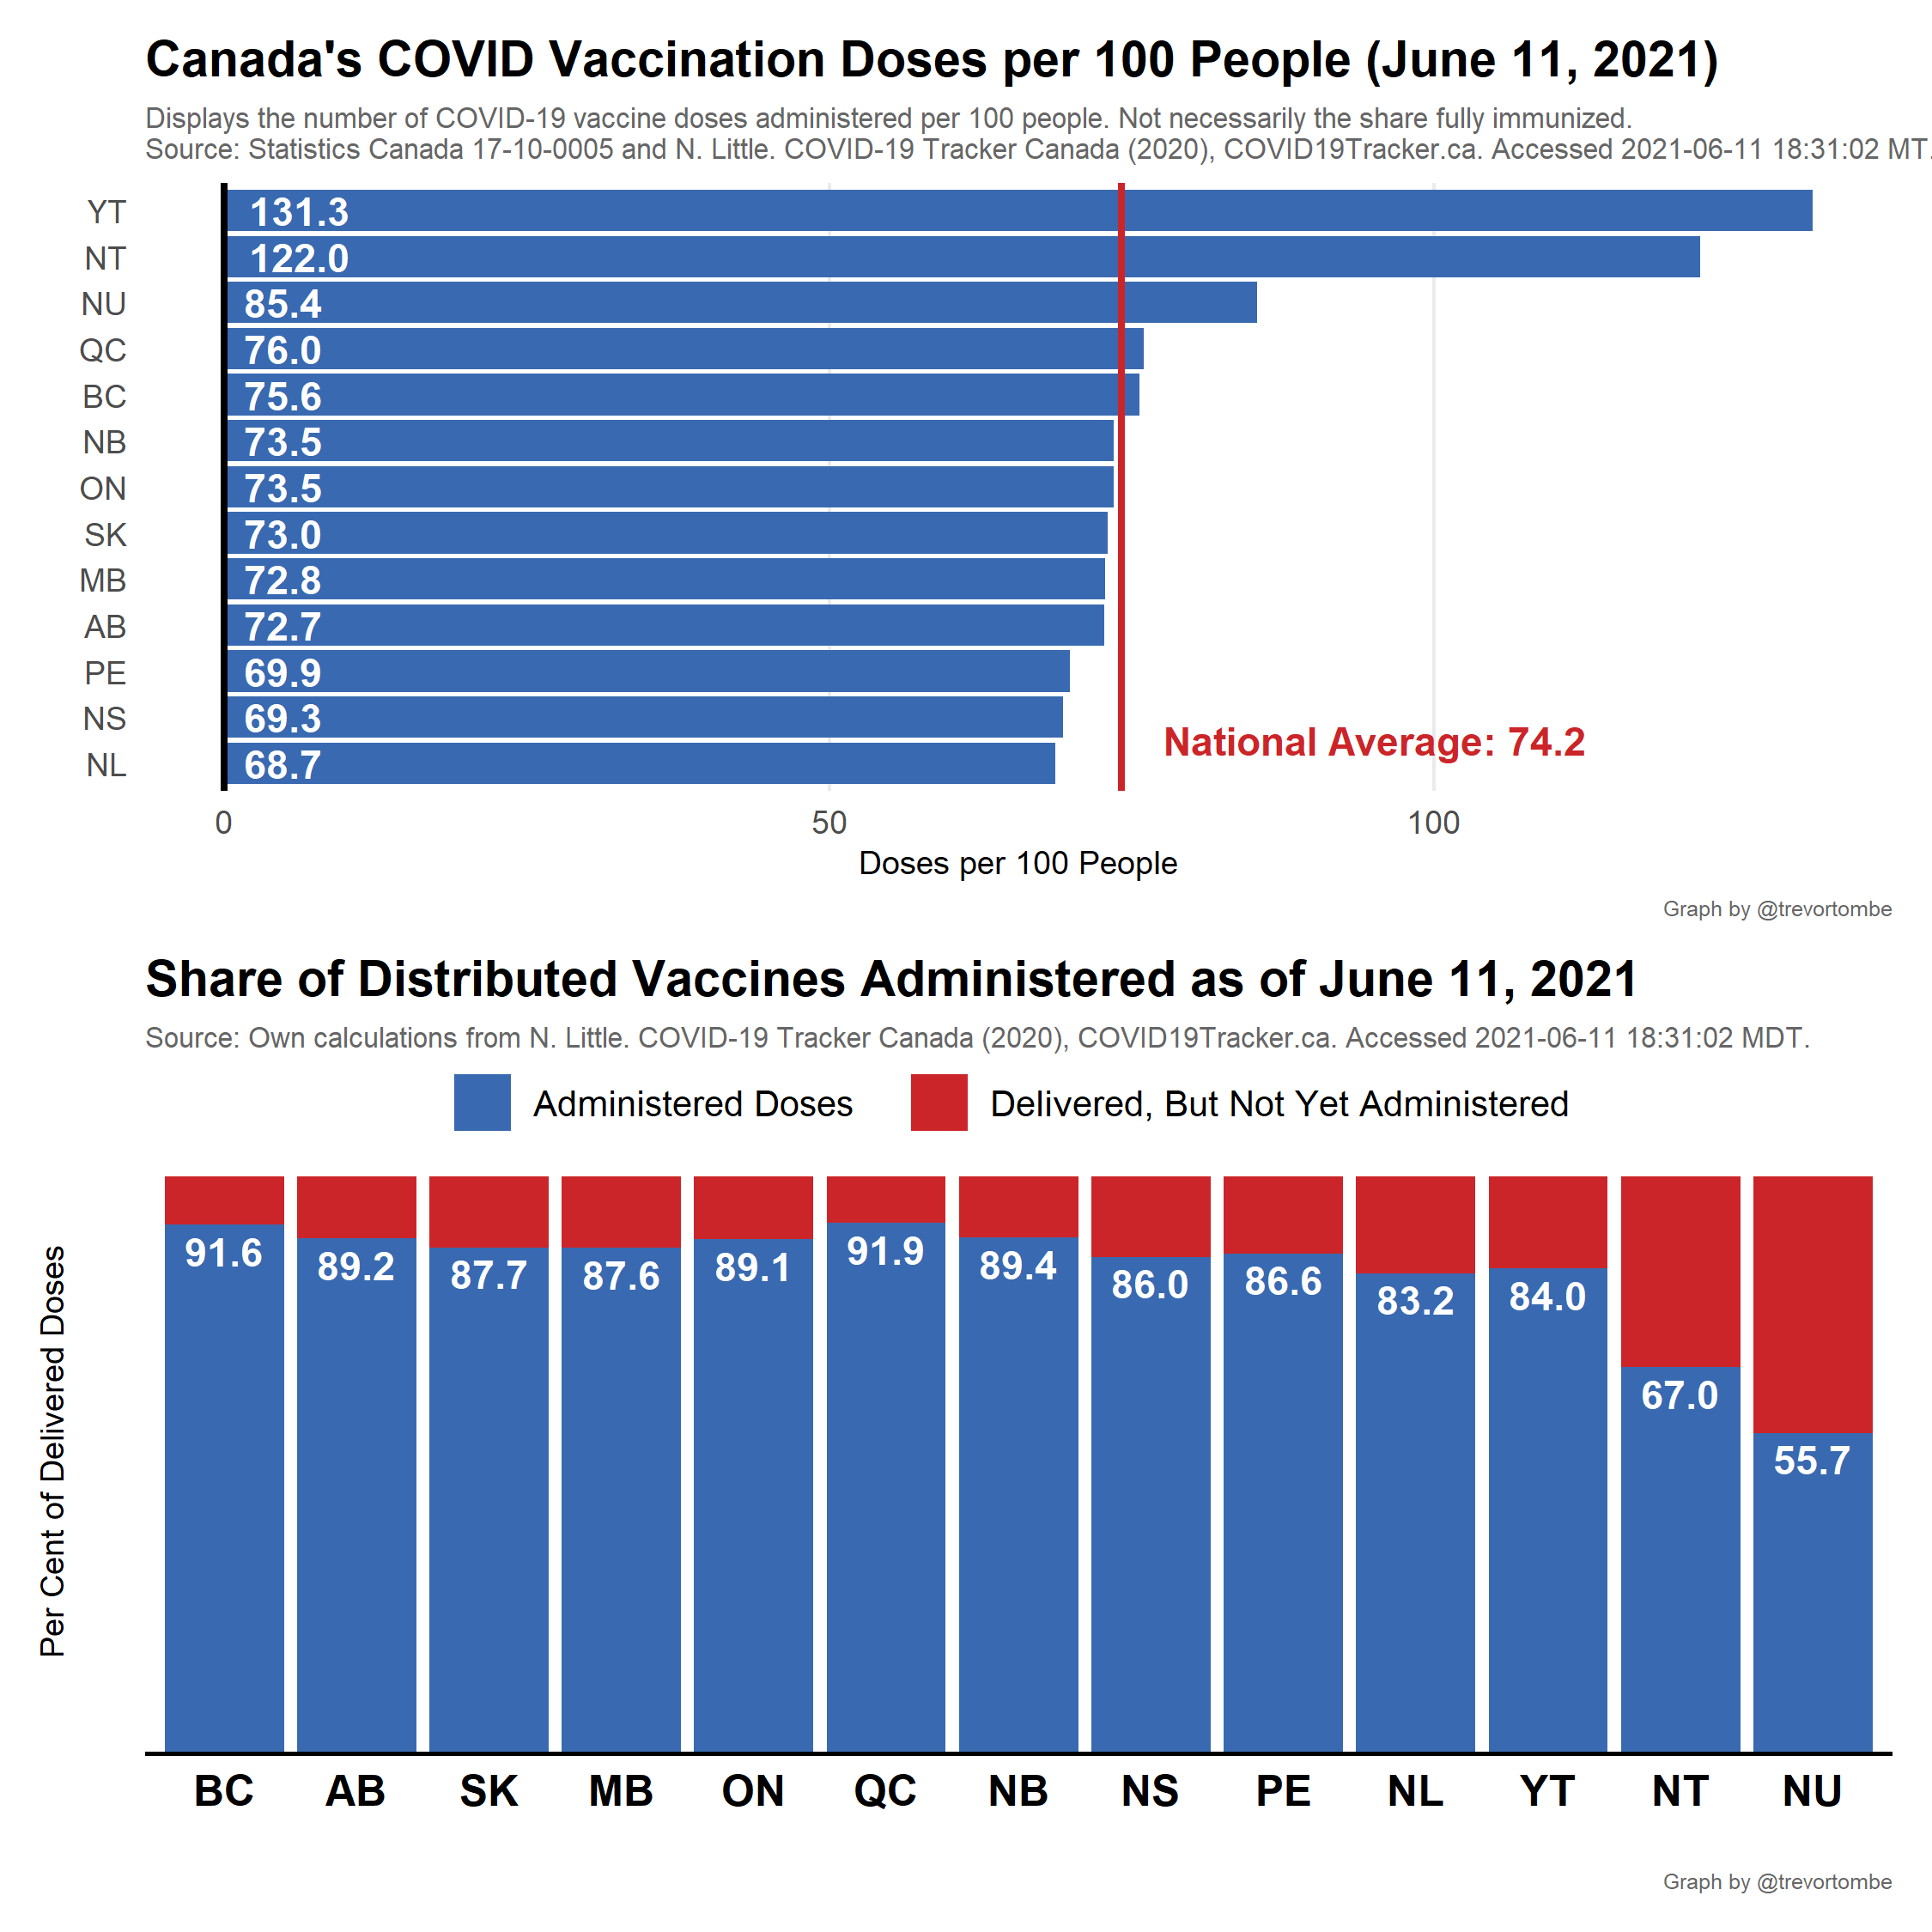 Canada's COVID Vaccination Doses per 100 People (June 11, 2021)
Displays the number of COVID-19 vaccine doses administered per 100 people. Not necessarily the share fully immunized.
Source: Statistics Canada 17-10-0005 and N. Little. COVID-19 Tracker Canada (2020), COVID19Tracker.ca. Accessed 2021-06-11 18:31:02 MT.
YT 131.3
NT 122.0
NU 85.4
QC 76.0
BC 75.6
NB 73.5
ON 73.5
SK 73.0
MB 72.8
AB 72.7
PE 69.9
NS 69.3
National Average: 74.2
NL 68.7
0 50 100
Doses per 100 People
Graph by @trevortombe
Share of Distributed Vaccines Administered as of June 11, 2021
Source: Own calculations from N. Little. COVID-19 Tracker Canada (2020), COVID19Tracker.ca. Accessed 2021-06-11 18:31:02 MDT.
Administered Doses Delivered, But Not Yet Administered
Per Cent of Delivered Doses
91.6 89.2 87.7 87.6 89.1 91.9 89.4 86.0 86.6 83.2 84.0 67.0 55.7
BC AB SK MB ON QC NB NS PE NL YT NT NU
Graph by @trevortombe